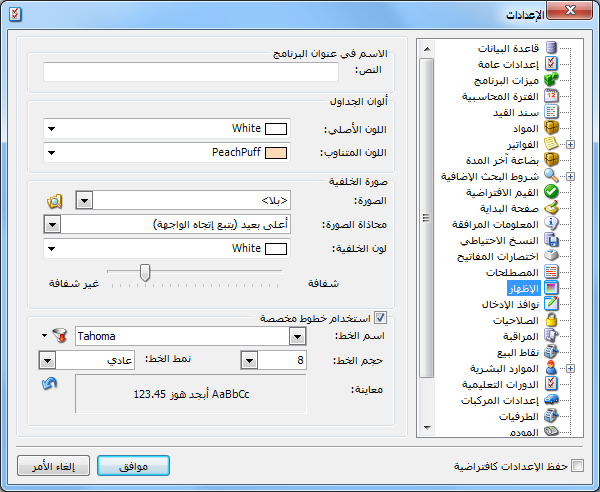 الإعدادات
قاعدة البيانات
إعدادات عامة
ميزات البرنامج
الفترة المحاسبية
سند القيد
المواد
الفواتير
بضاعة آخر المدة
شروط البحث الإضافية
القيم الافتراضية
صفحة البداية
المعلومات المرافقة
النسخ الاحتياطي
اختصارات المفاتيح
المصطلحات
الإظهار
نوافذ الإدخال
الصلاحيات
المراقبة
نقاط البيع
الموارد البشرية
الدورات التعليمية
إعدادات المركبات
الطرفيات
المودم
الاسم في عنوان البرنامج
النص:
ألوان الجداول
اللون الأصلي: White
اللون المتناوب: PeachPuff
صورة الخلفية
الصورة: <بلا>
محاذاة الصورة: أعلى بعيد (يتبع إتجاه الواجهة)
لون الخلفية: White
شفافة غير شفافة
استخدام خطوط مخصصة
اسم الخط: Tahoma
حجم الخط: 8 نمط الخط: عادي
معاينة: AaBbCc أبجد هوز 123.45
حفظ الإعدادات كافتراضية
موافق
إلغاء الأمر